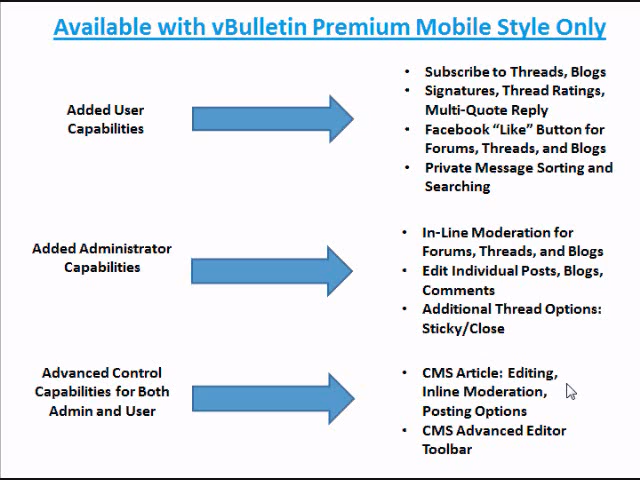 Available with vBulletin Premium Mobile Style Only
Added User
Capabilities
• Subscribe to Threads, Blogs
• Signatures, Thread Ratings,
Multi-Quote Reply
• Facebook “Like” Button for
Forums, Threads, and Blogs
• Private Message Sorting and
Searching
Added Administrator
Capabilities
• In-Line Moderation for
Forums, Threads, and Blogs
• Edit Individual Posts, Blogs,
Comments
• Additional Thread Options:
Sticky/Close
Advanced Control
Capabilities for Both
Admin and User
• CMS Article: Editing,
Inline Moderation,
Posting Options
• CMS Advanced Editor
Toolbar